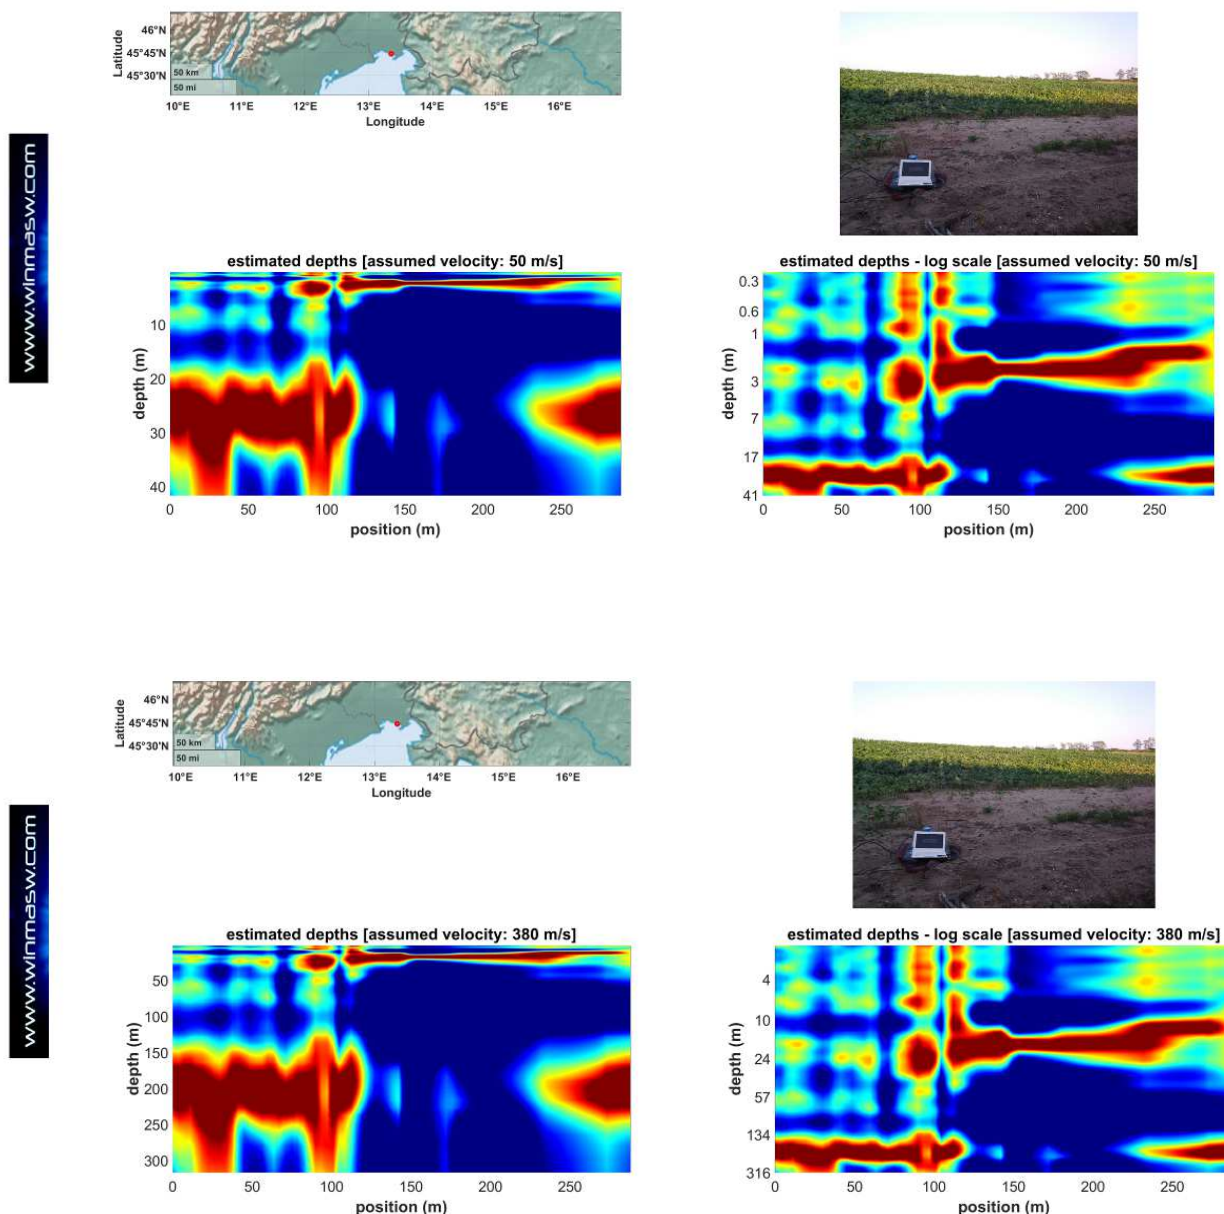 46°N
45°45'N
45°30'N
Latitude
50 km
50 mi
10°E 11°E 12°E 13°E 14°E 15°E 16°E
Longitude
www.winmasw.com
estimated depths [assumed velocity: 50 m/s]
10
20
30
40
depth (m)
0 50 100 150 200 250
position (m)
estimated depths - log scale [assumed velocity: 50 m/s]
0.3
0.6
1
3
7
17
41
depth (m)
0 50 100 150 200 250
position (m)
46°N
45°45'N
45°30'N
Latitude
50 km
50 mi
10°E 11°E 12°E 13°E 14°E 15°E 16°E
Longitude
www.winmasw.com
estimated depths [assumed velocity: 380 m/s]
50
100
150
200
250
300
depth (m)
0 50 100 150 200 250
position (m)
estimated depths - log scale [assumed velocity: 380 m/s]
4
10
24
57
134
316
depth (m)
0 50 100 150 200 250
position (m)